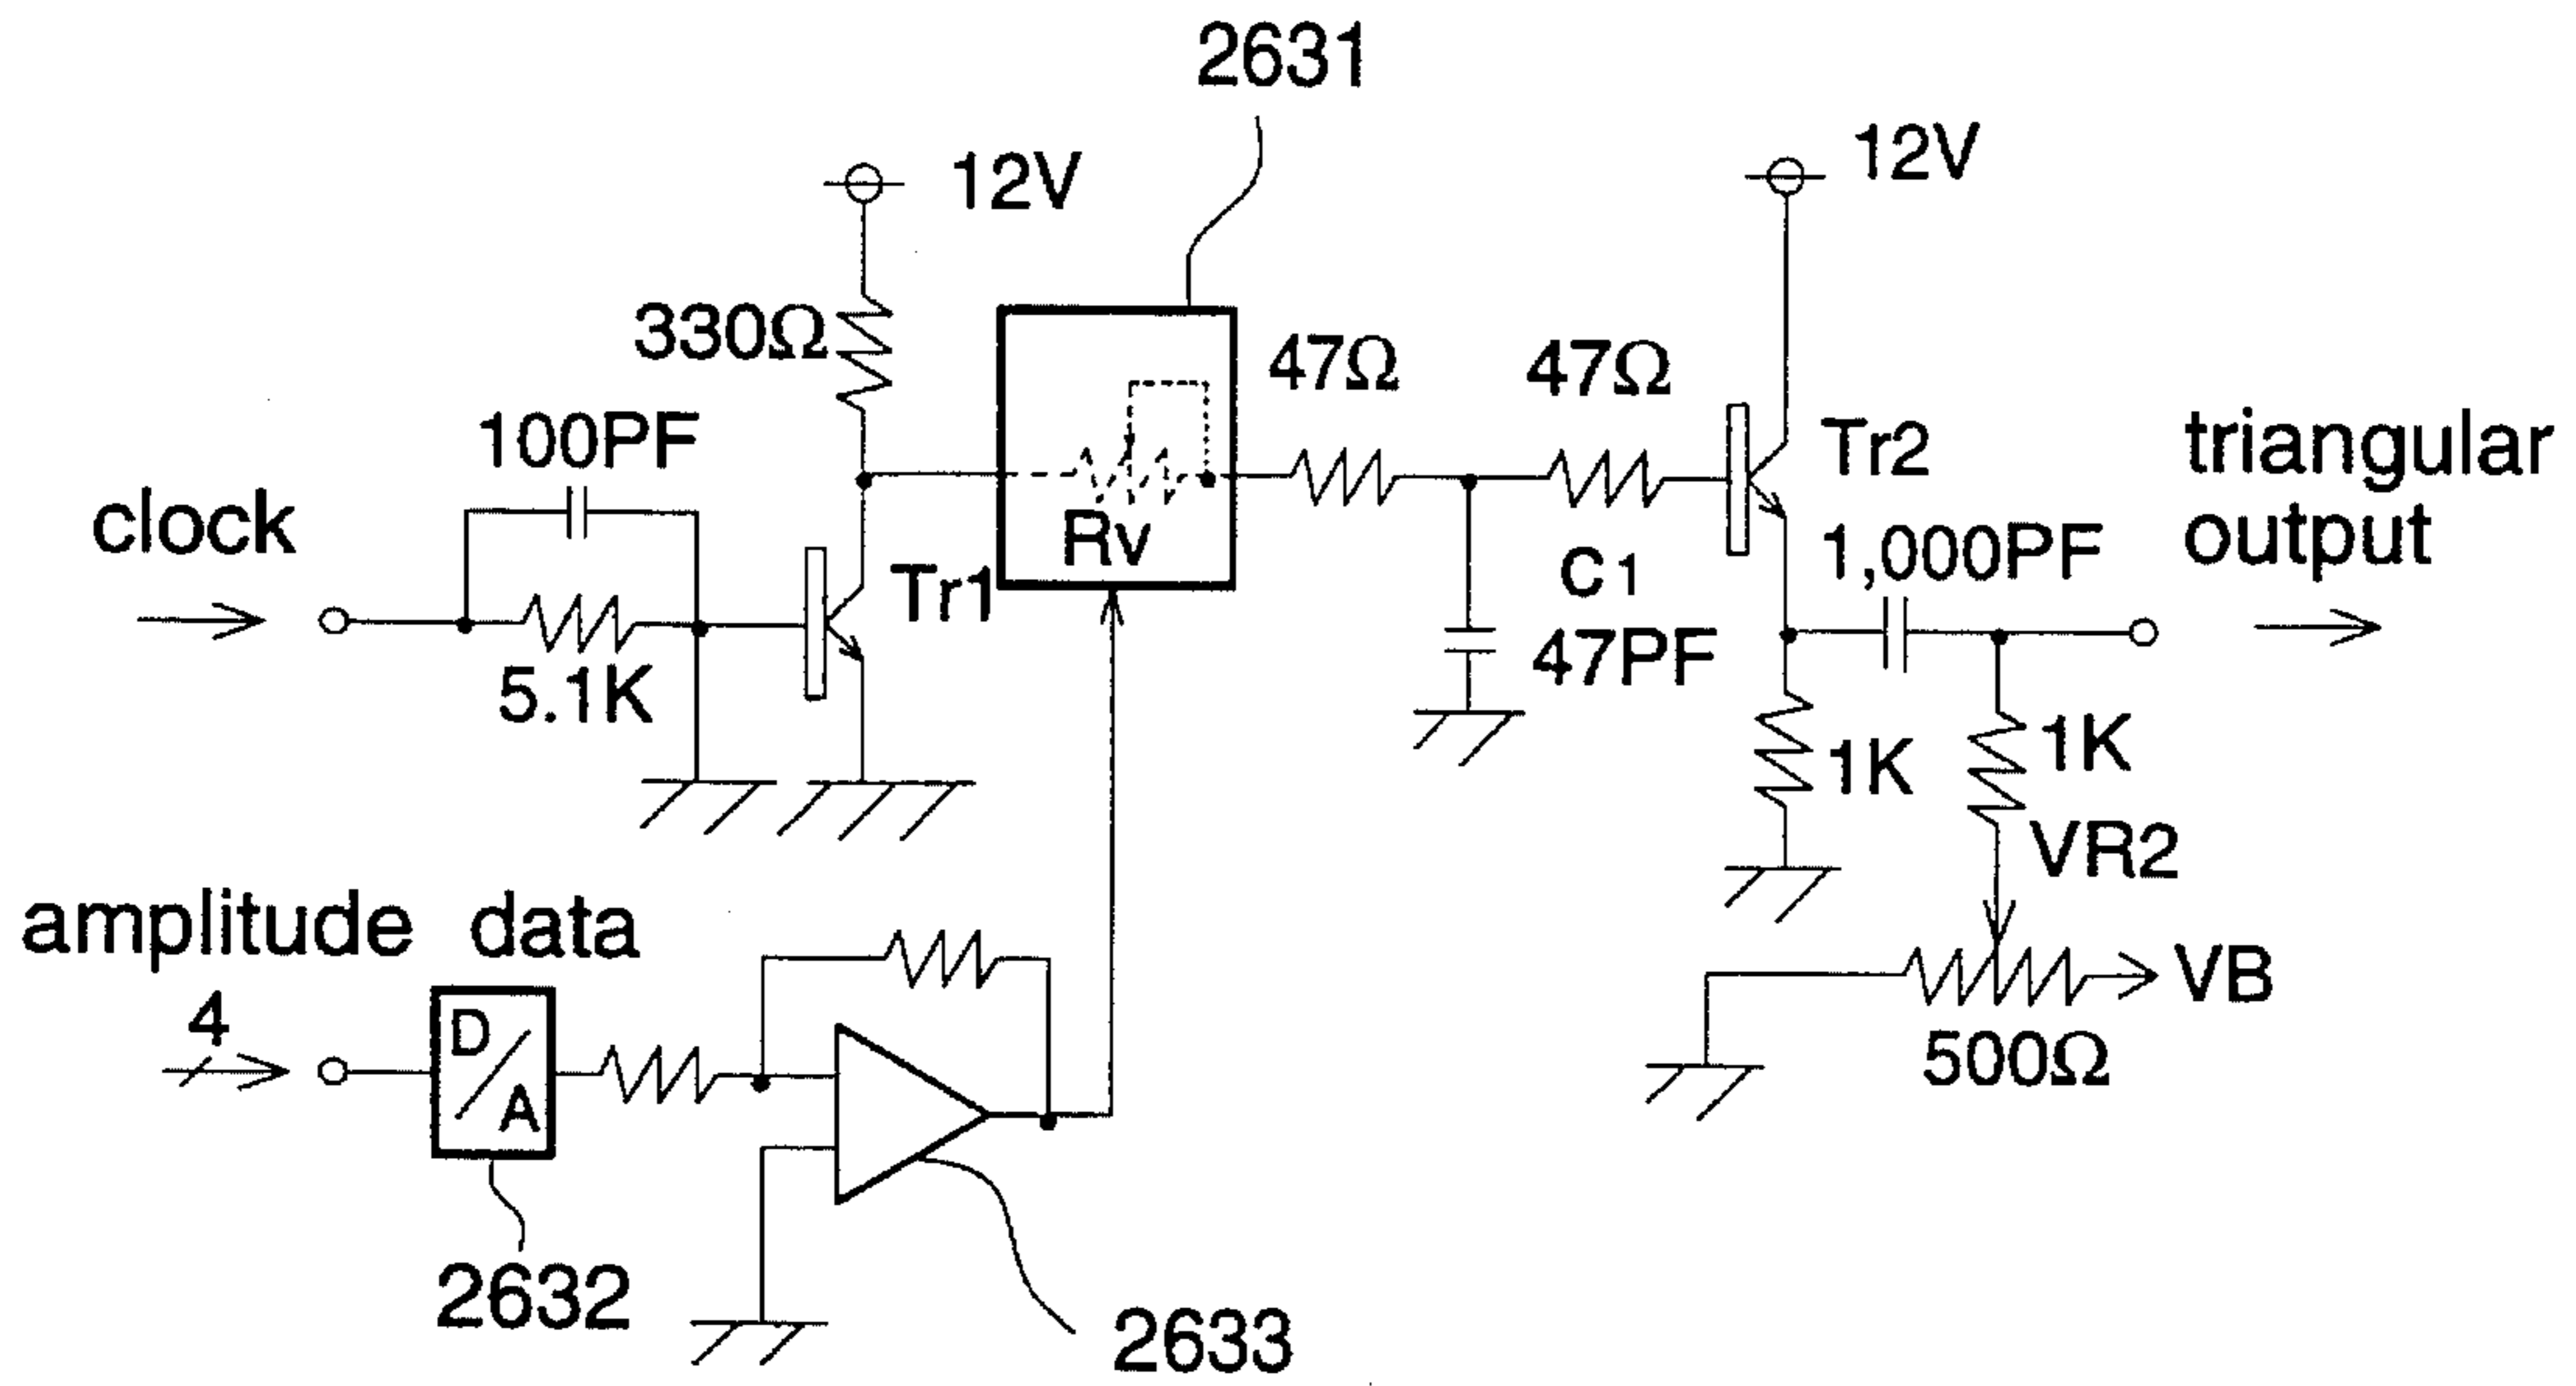 2631
12V
12V
330Ω
47Ω
47Ω
100PF
Tr2
triangular
output
clock
Rv
Tr1
C1
47PF
1,000PF
5.1K
1K
1K
VR2
amplitude data
4
D/A
VB
500Ω
2632
2633